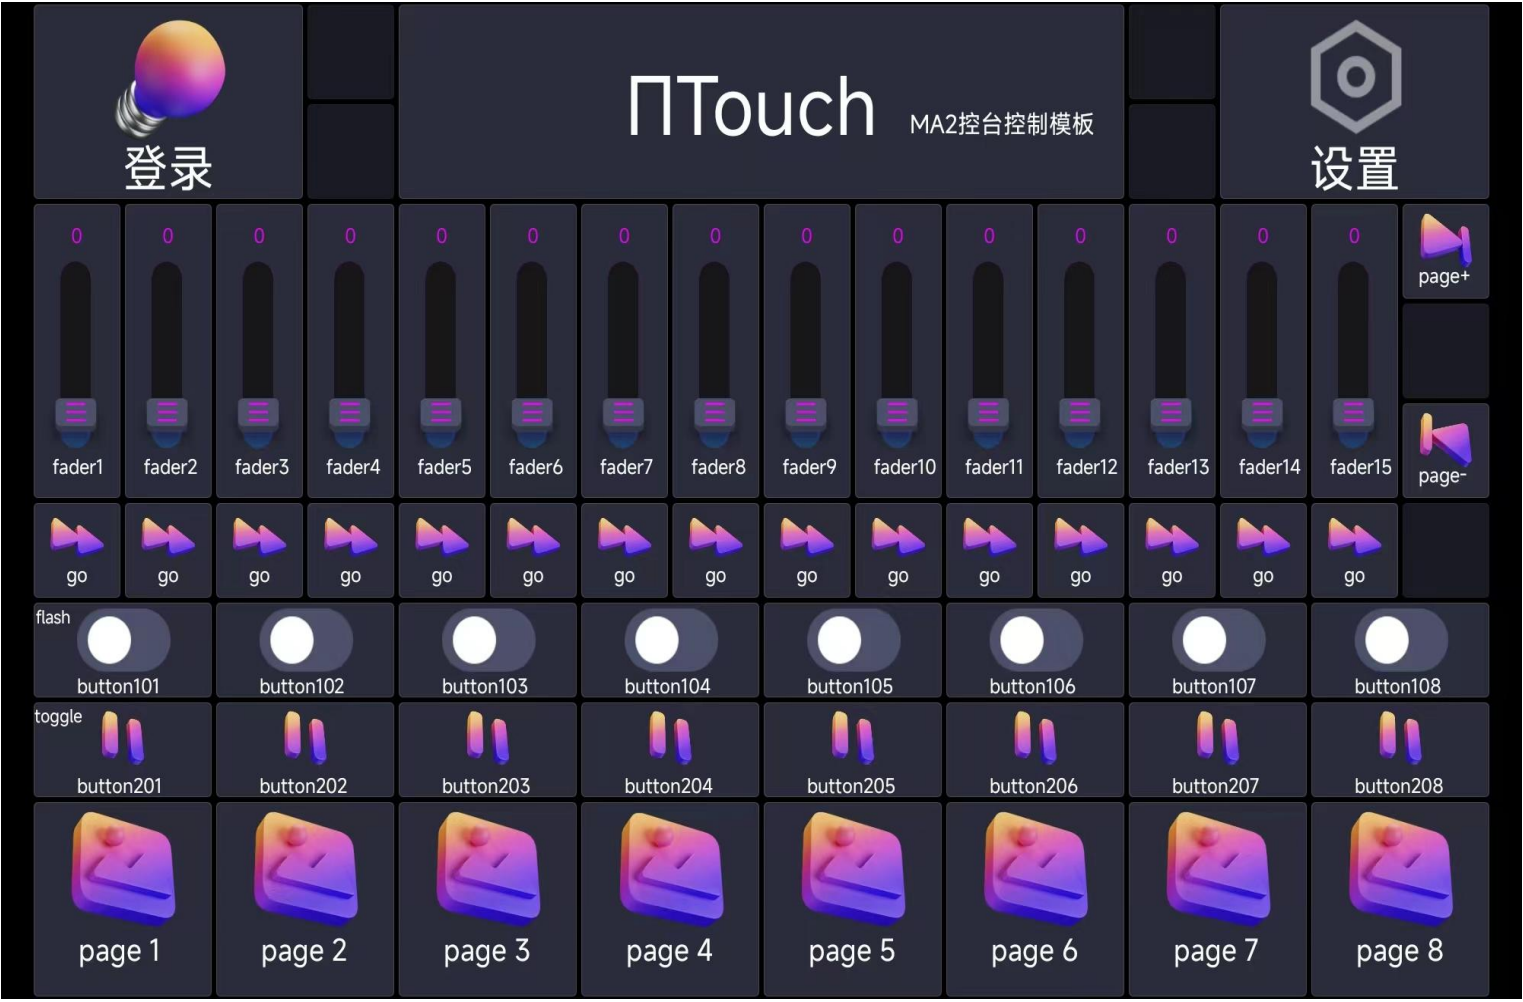 登录
ПTouch MA2控台控制模板
设置
0 0 0 0 0 0 0 0 0 0 0 0 0 0 0
page+
fader1 fader2 fader3 fader4 fader5 fader6 fader7 fader8 fader9 fader10 fader11 fader12 fader13 fader14 fader15
page-
go go go go go go go go go go go go go go go
flash
button101 button102 button103 button104 button105 button106 button107 button108
toggle
button201 button202 button203 button204 button205 button206 button207 button208
page 1 page 2 page 3 page 4 page 5 page 6 page 7 page 8